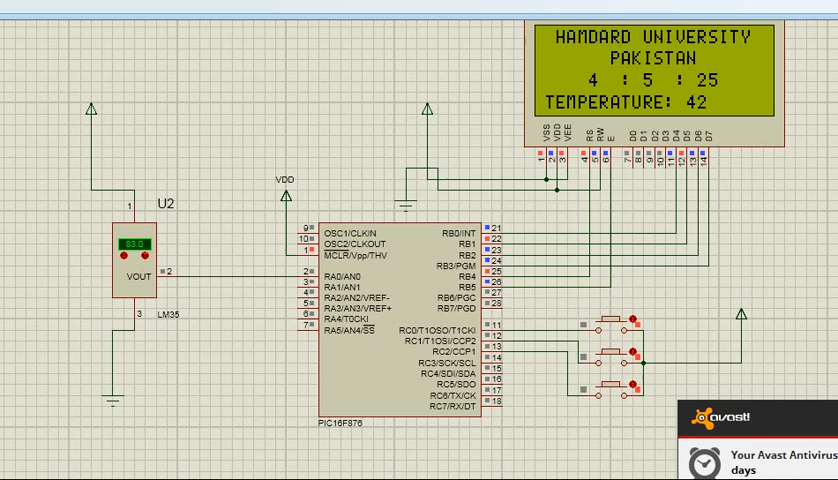 HAMDARD UNIVERSITY
PAKISTAN
4 : 5 : 25
TEMPERATURE: 42
VSS VDD VEE RS RW E D0 D1 D2 D3 D4 D5 D6 D7
1 2 3 4 5 6 7 8 9 10 11 12 13 14
VDD
U2
1
83.0
VOUT
2
3
LM35
9 OSC1/CLKIN
10 OSC2/CLKOUT
1 MCLR/Vpp/THV
2 RA0/AN0
3 RA1/AN1
4 RA2/AN2/VREF-
5 RA3/AN3/VREF+
6 RA4/T0CKI
7 RA5/AN4/SS
RB0/INT 21
RB1 22
RB2 23
RB3/PGM 24
RB4 25
RB5 26
RB6/PGC 27
RB7/PGD 28
RC0/T1OSO/T1CKI 11
RC1/T1OSI/CCP2 12
RC2/CCP1 13
RC3/SCK/SCL 14
RC4/SDI/SDA 15
RC5/SDO 16
RC6/TX/CK 17
RC7/RX/DT 18
PIC16F876
avast!
Your Avast Antivirus
days